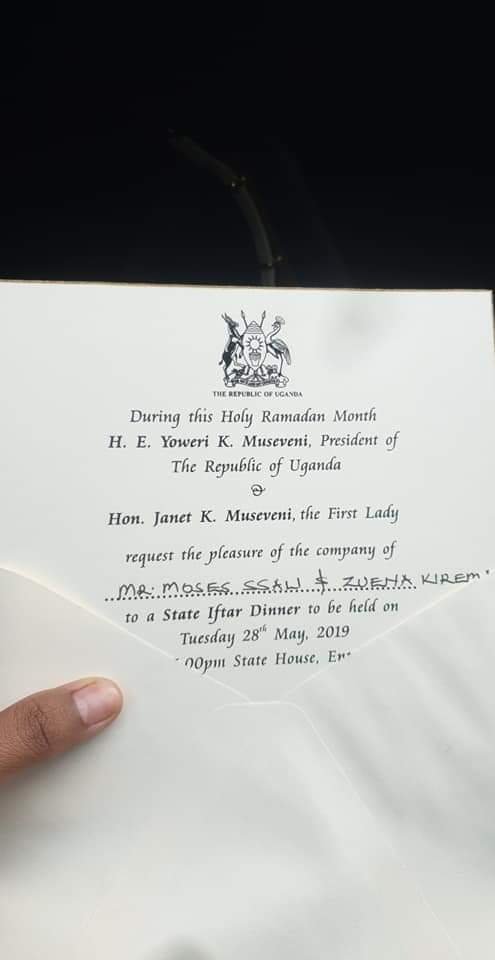 THE REPUBLIC OF UGANDA
During this Holy Ramadan Month
H. E. Yoweri K. Museveni, President of
The Republic of Uganda
&
Hon. Janet K. Museveni, the First Lady
request the pleasure of the company of
MR. MOSES SSALI & ZUENA KIREM
to a State Iftar Dinner to be held on
Tuesday 28th May, 2019
00pm State House,